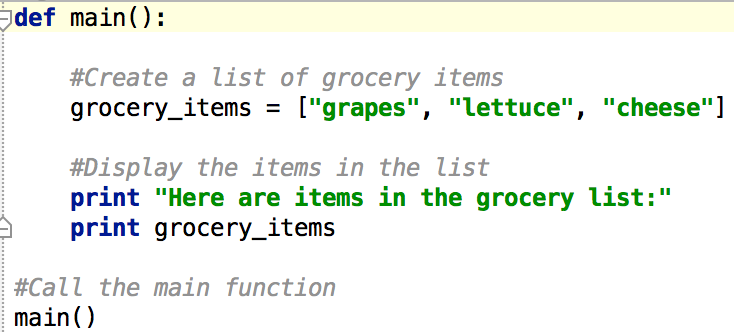 def main():
    #Create a list of grocery items
    grocery_items = ["grapes", "lettuce", "cheese"]
    #Display the items in the list
    print "Here are items in the grocery list:"
    print grocery_items
#Call the main function
main()